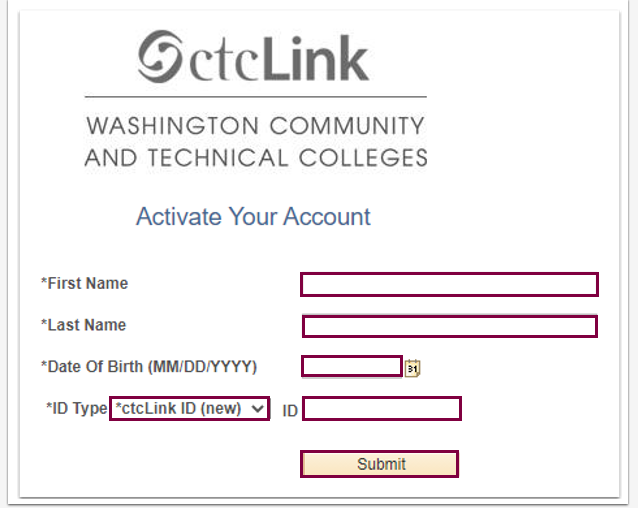 ctcLink
WASHINGTON COMMUNITY
AND TECHNICAL COLLEGES
Activate Your Account
*First Name
*Last Name
*Date Of Birth (MM/DD/YYYY) 31
*ID Type *ctcLink ID (new) ID
Submit